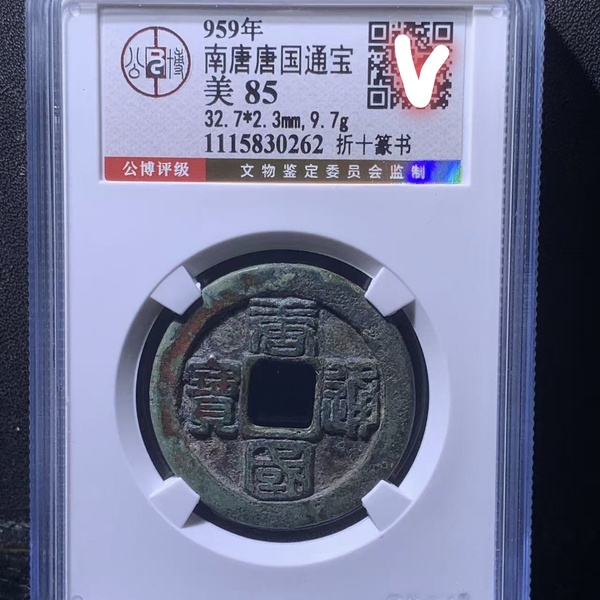 公博
959年
南唐唐国通宝
美 85
32.7*2.3mm,9.7g
1115830262 折十篆书
公博评级 文物鉴定委员会监制
唐國通寶